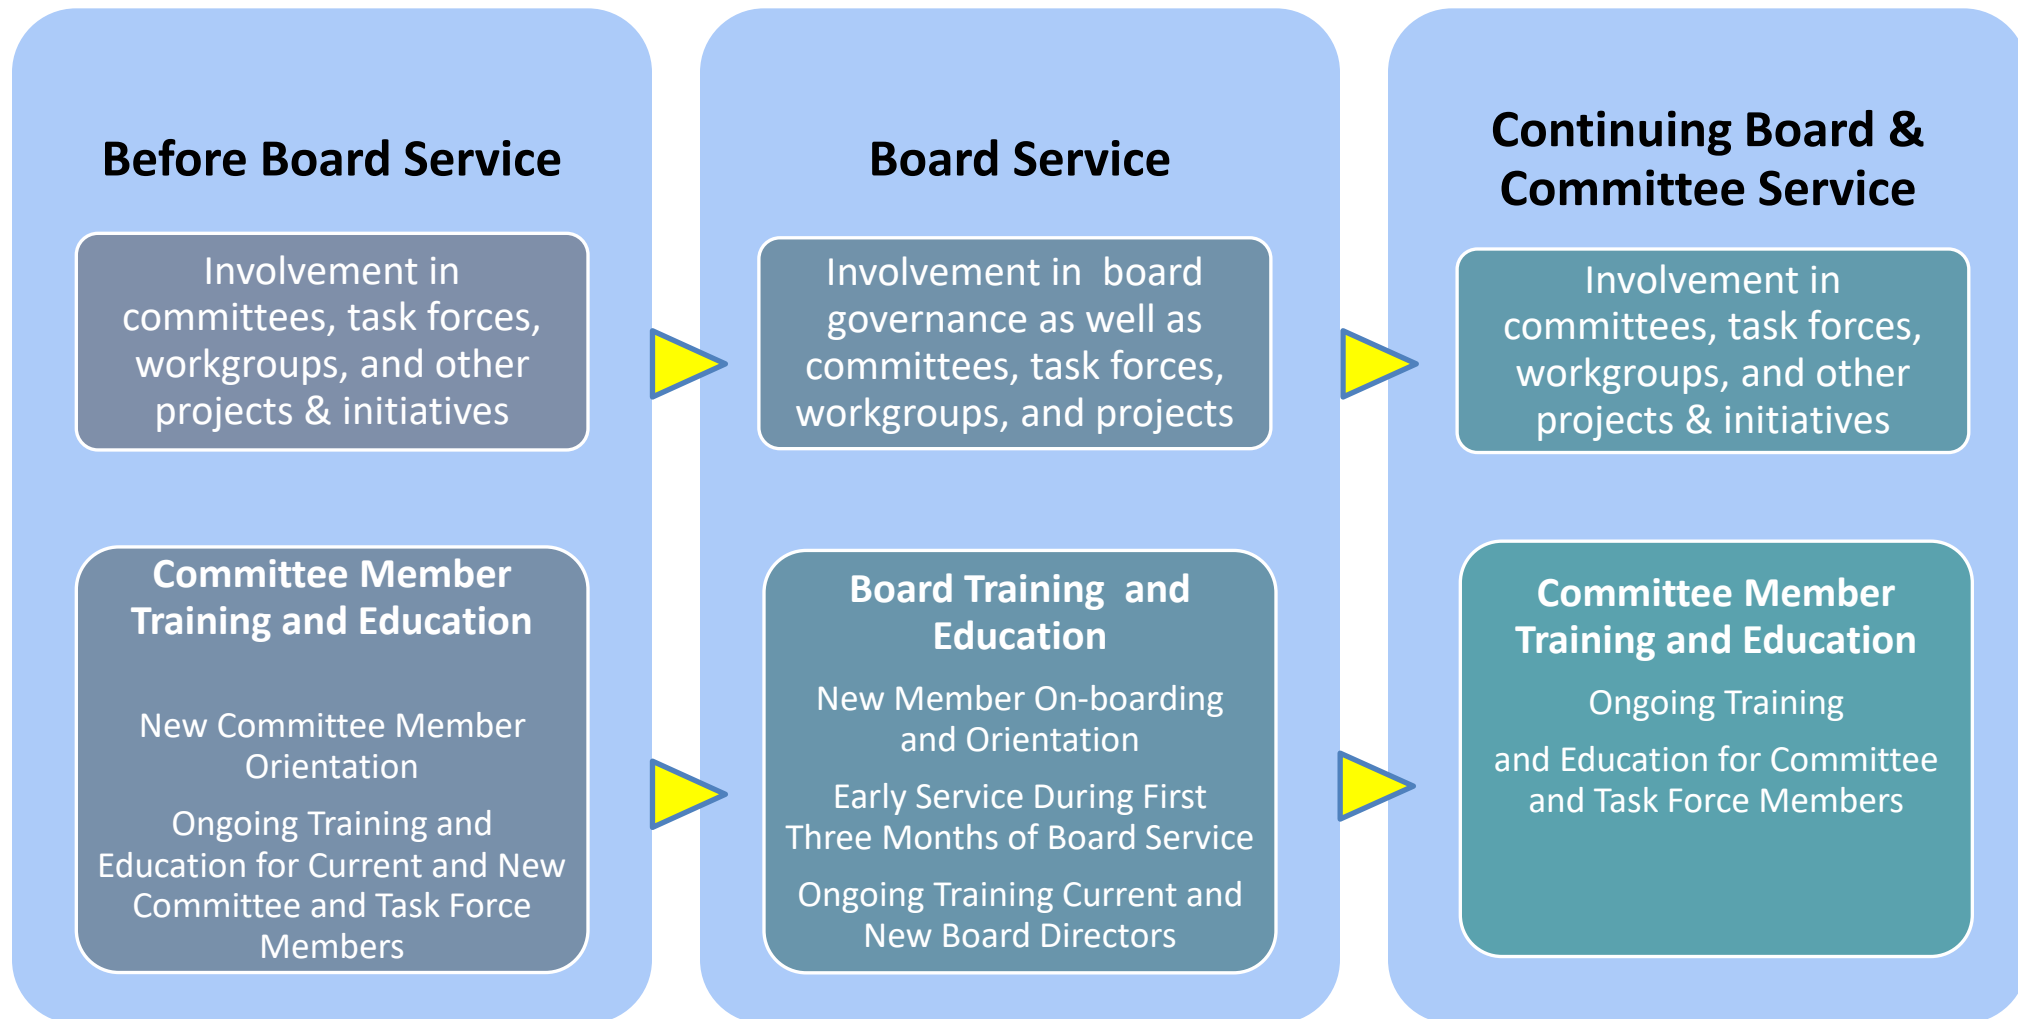 Before Board Service
Involvement in
committees, task forces,
workgroups, and other
projects & initiatives
Committee Member
Training and Education
New Committee Member
Orientation
Ongoing Training and
Education for Current and New
Committee and Task Force
Members
Board Service
Involvement in  board
governance as well as
committees, task forces,
workgroups, and projects
Board Training  and
Education
New Member On-boarding
and Orientation
Early Service During First
Three Months of Board Service
Ongoing Training Current and
New Board Directors
Continuing Board &
Committee Service
Involvement in
committees, task forces,
workgroups, and other
projects & initiatives
Committee Member
Training and Education
Ongoing Training
and Education for Committee
and Task Force Members